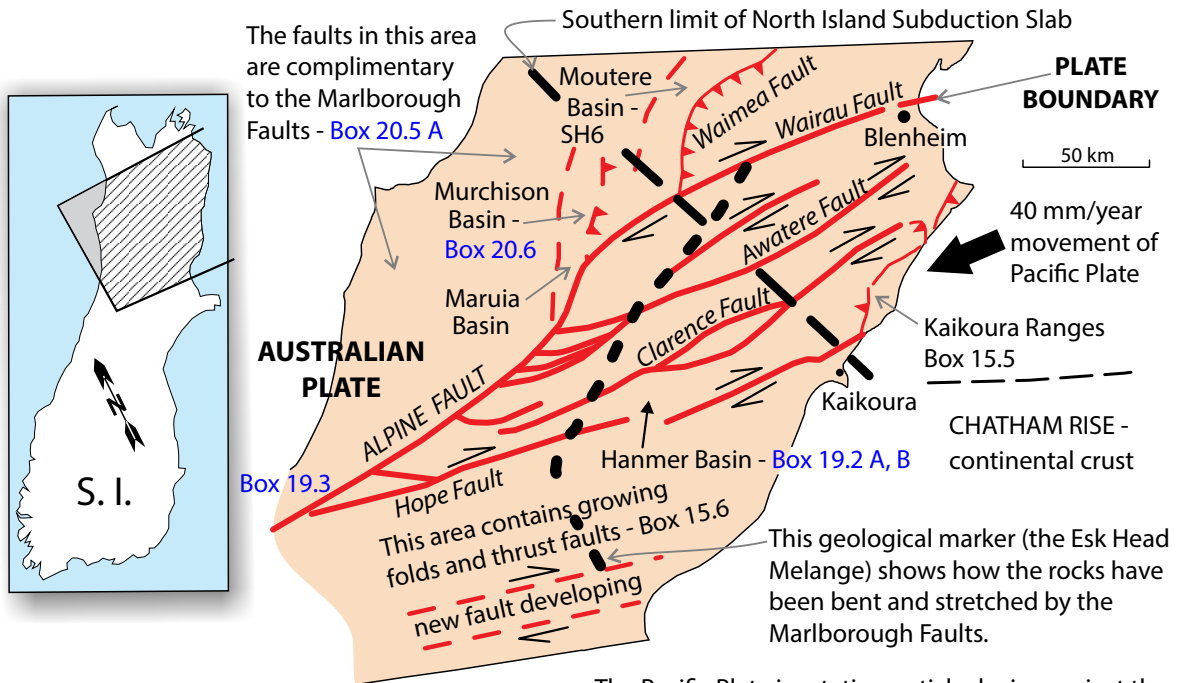 Southern limit of North Island Subduction Slab
The faults in this area
are complimentary
to the Marlborough
Faults - Box 20.5 A
Moutere
Basin -
SH6
Waimea Fault
Wairau Fault
PLATE
BOUNDARY
Blenheim
50 km
Murchison
Basin -
Box 20.6
Awatere Fault
40 mm/year
movement of
Pacific Plate
Maruia
Basin
Clarence Fault
Kaikoura Ranges
Box 15.5
AUSTRALIAN
PLATE
ALPINE FAULT
Kaikoura
CHATHAM RISE -
continental crust
Hanmer Basin - Box 19.2 A, B
Box 19.3
Hope Fault
N
S. I.
This area contains growing
folds and thrust faults - Box 15.6
new fault developing
This geological marker (the Esk Head
Melange) shows how the rocks have
been bent and stretched by the
Marlborough Faults.